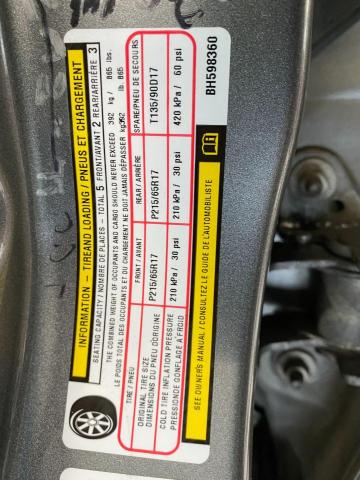 INFORMATION - TIRE AND LOADING / PNEUS ET CHARGEMENT
SEATING CAPACITY / NOMBRE DE PLACES - TOTAL 5 FRONT/AVANT 2 REAR/ARRIÈRE 3
THE COMBINED WEIGHT OF OCCUPANTS AND CARGO SHOULD NEVER EXCEED 392 kg / 865 lbs.
LE POIDS TOTAL DES OCCUPANTS ET DU CHARGEMENT NE DOIT JAMAIS DÉPASSER kg392 lb. 865
TIRE / PNEU FRONT / AVANT REAR / ARRIÈRE SPARE/PNEU DE SECOURS
ORIGINAL TIRE SIZE
DIMENSIONS DU PNEU D'ORIGINE
P215/65R17 P215/65R17 T135/90D17
COLD TIRE INFLATION PRESSURE
PRESSION DE GONFLAGE À FROID
210 kPa / 30 psi 210 kPa / 30 psi 420 kPa / 60 psi
SEE OWNER'S MANUAL / CONSULTEZ LE GUIDE DE L'AUTOMOBILISTE
BH598360